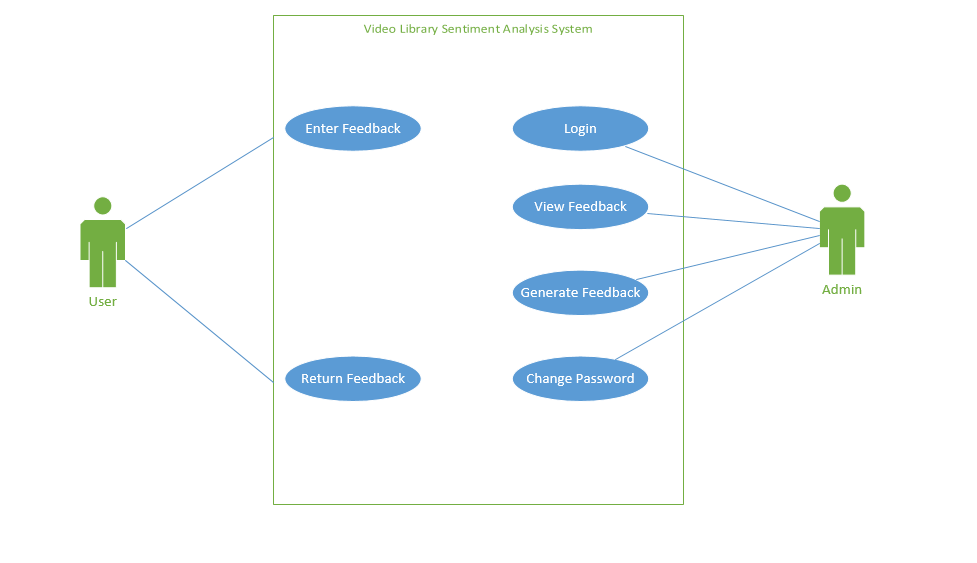 Video Library Sentiment Analysis System
Enter Feedback
Login
View Feedback
User
Generate Feedback
Admin
Return Feedback
Change Password